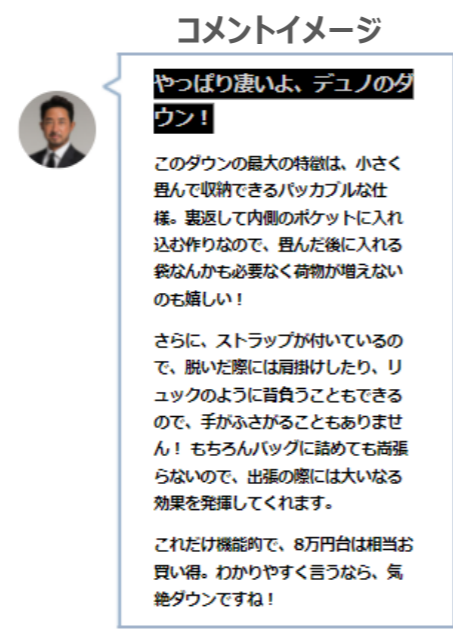 コメントイメージ
やっぱり凄いよ、デュノのダ
ウン！
このダウンの最大の特徴は、小さく
畳んで収納できるパッカブルな仕
様。裏返して内側のポケットに入れ
込む作りなので、畳んだ後に入れる
袋なんかも必要なく荷物が増えない
のも嬉しい！
さらに、ストラップが付いているの
で、脱いだ際には肩掛けしたり、リ
ュックのように背負うこともできる
ので、手がふさがることもありませ
ん！ もちろんバッグに詰めても嵩張
らないので、出張の際には大いなる
効果を発揮してくれます。
これだけ機能的で、8万円台は相当お
買い得。わかりやすく言うなら、気
絶ダウンですね！